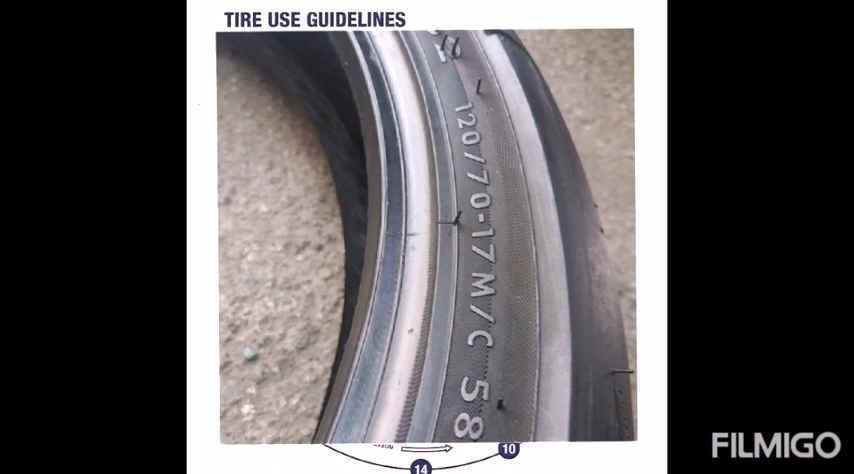 TIRE USE GUIDELINES
120/70-17M/C 58
10
14
FILMIGO